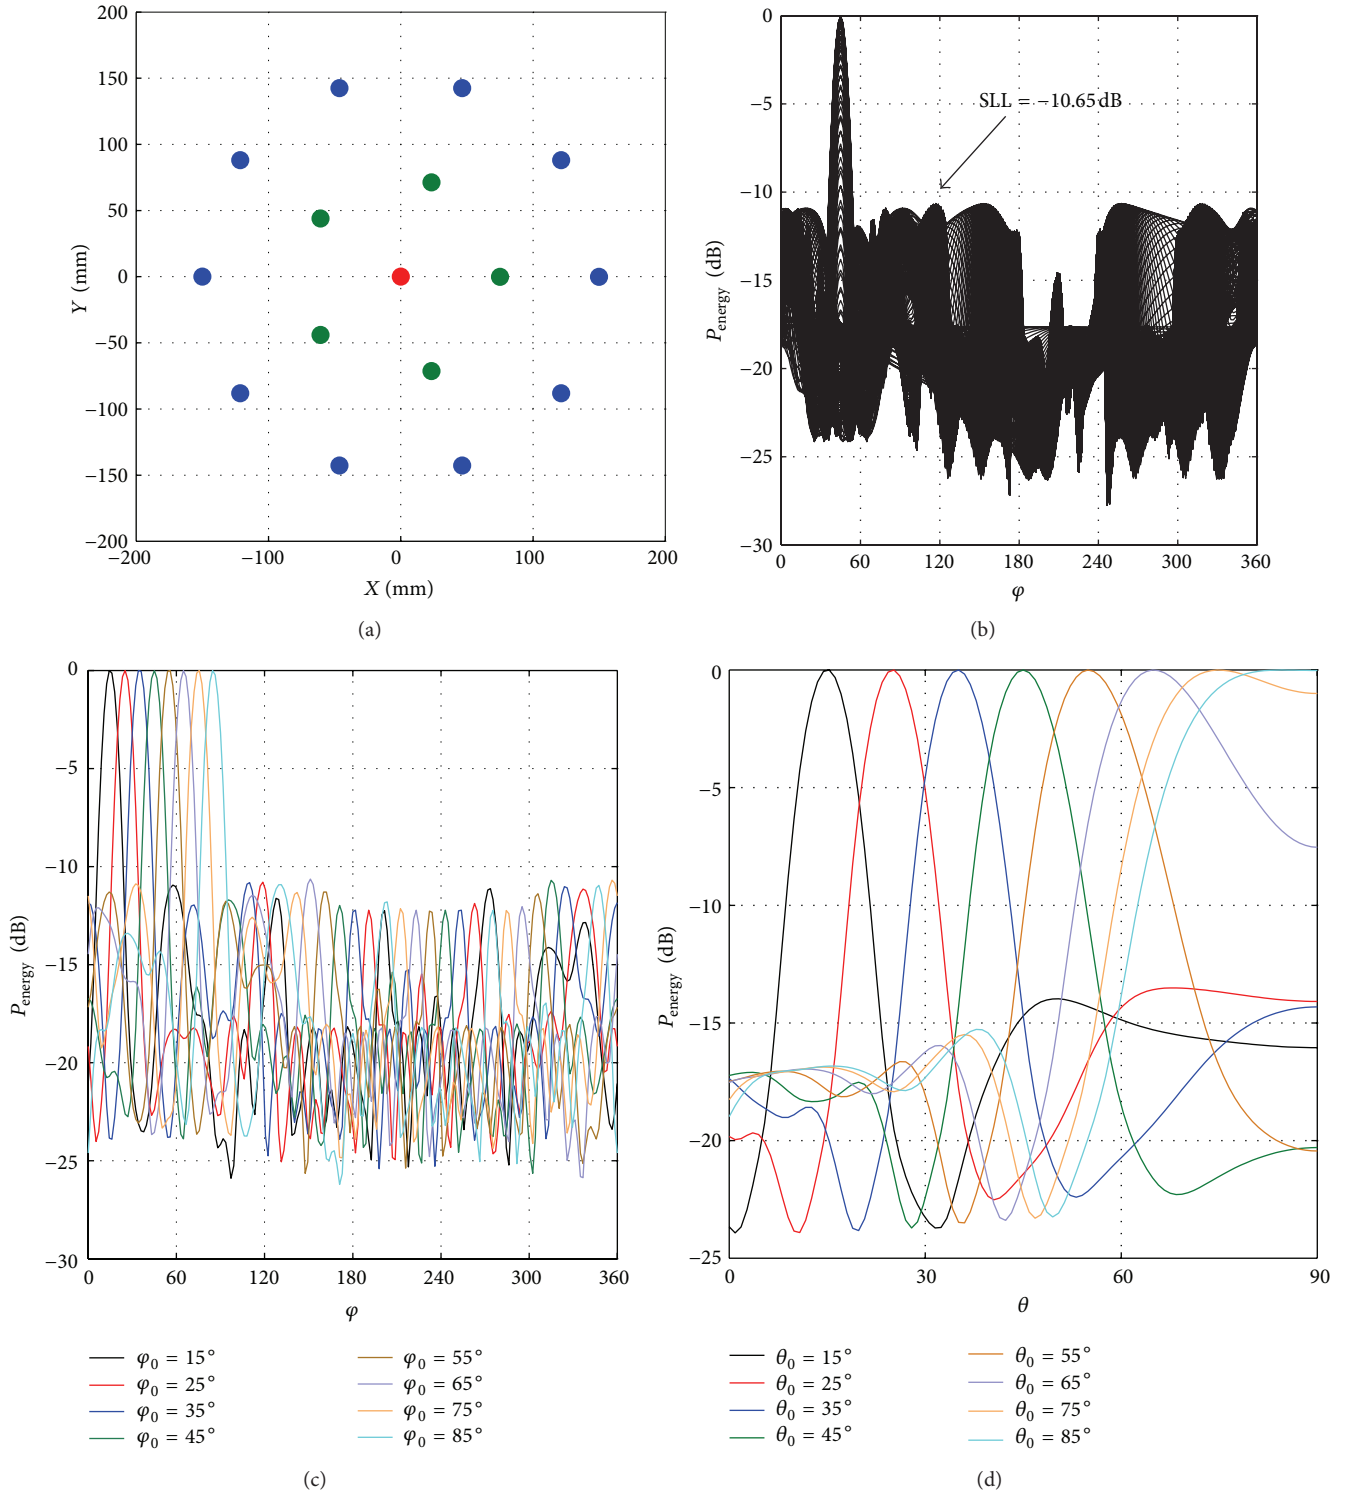 200
150
100
50
0
−50
−100
−150
−200
−200 −100 0 100 200
Y (mm)
X (mm)
(a)
0
−5
−10
−15
−20
−25
−30
0 60 120 180 240 300 360
SLL = −10.65 dB
P_energy (dB)
φ
(b)
0
−5
−10
−15
−20
−25
−30
0 60 120 180 240 300 360
P_energy (dB)
φ
φ_0 = 15°
φ_0 = 25°
φ_0 = 35°
φ_0 = 45°
φ_0 = 55°
φ_0 = 65°
φ_0 = 75°
φ_0 = 85°
(c)
0
−5
−10
−15
−20
−25
0 30 60 90
P_energy (dB)
θ
θ_0 = 15°
θ_0 = 25°
θ_0 = 35°
θ_0 = 45°
θ_0 = 55°
θ_0 = 65°
θ_0 = 75°
θ_0 = 85°
(d)